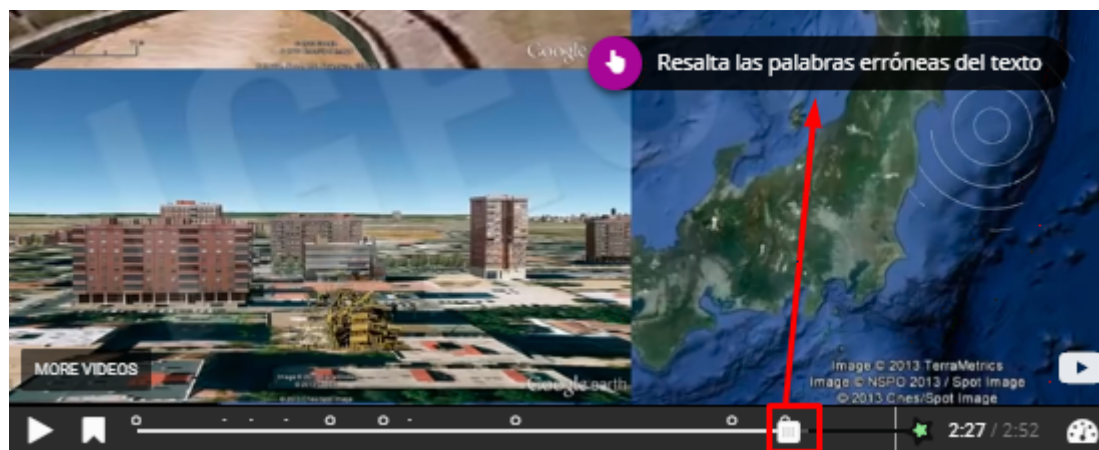 Google
Resalta las palabras erróneas del texto
MORE VIDEOS
Google earth
Image © 2013 TerraMetrics
Image © NSPO 2013 / Spot Image
© 2013 Cnes/Spot Image
2:27 / 2:52